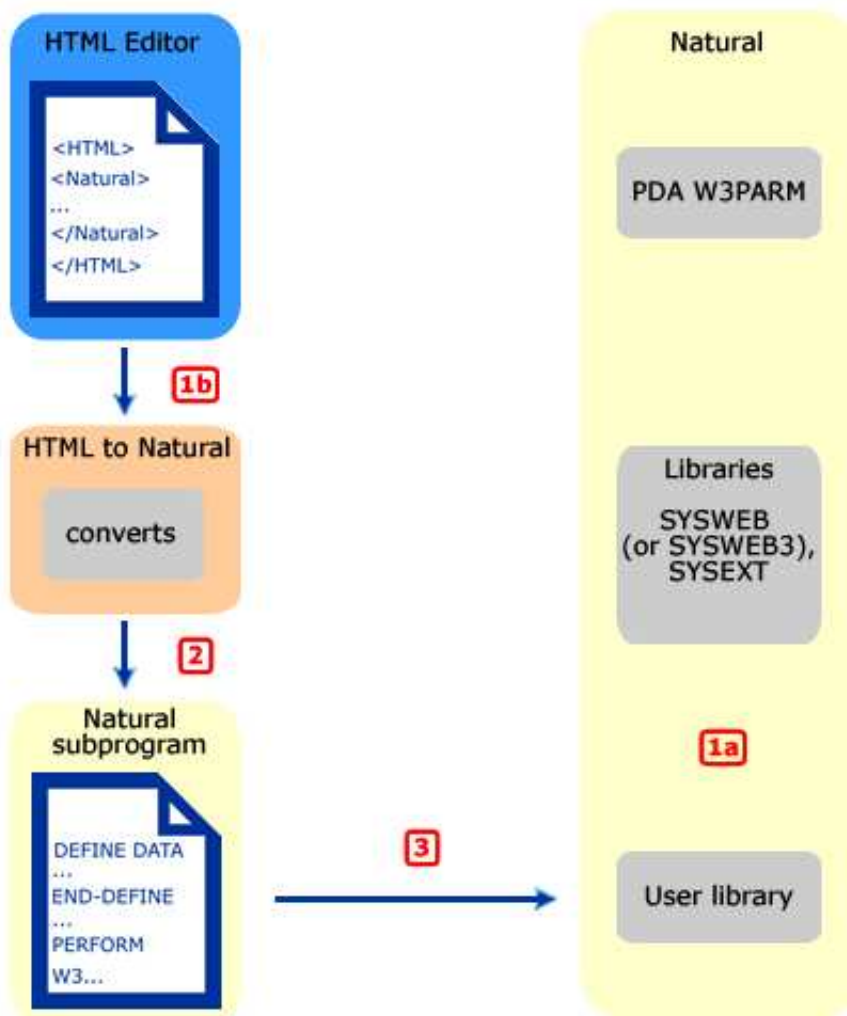 HTML Editor
<HTML>
<Natural>
...
</Natural>
</HTML>
1b
HTML to Natural
converts
2
Natural
subprogram
DEFINE DATA
...
END-DEFINE
...
PERFORM
W3...
3
Natural
PDA W3PARM
Libraries
SYSWEB
(or SYSWEB3),
SYSEXT
1a
User library